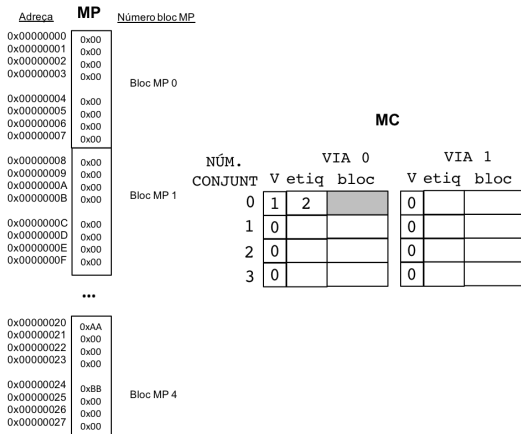 Adreça MP Número bloc MP
0x00000000 0x00
0x00000001 0x00
0x00000002 0x00
0x00000003 0x00
Bloc MP 0
0x00000004 0x00
0x00000005 0x00
0x00000006 0x00
0x00000007 0x00
0x00000008 0x00
0x00000009 0x00
0x0000000A 0x00
0x0000000B 0x00
Bloc MP 1
0x0000000C 0x00
0x0000000D 0x00
0x0000000E 0x00
0x0000000F 0x00
...
0x00000020 0xAA
0x00000021 0x00
0x00000022 0x00
0x00000023 0x00
0x00000024 0xBB
0x00000025 0x00
Bloc MP 4
0x00000026 0x00
0x00000027 0x00
MC
NÚM. VIA 0 VIA 1
CONJUNT V etiq bloc V etiq bloc
0 1 2 0
1 0 0
2 0 0
3 0 0